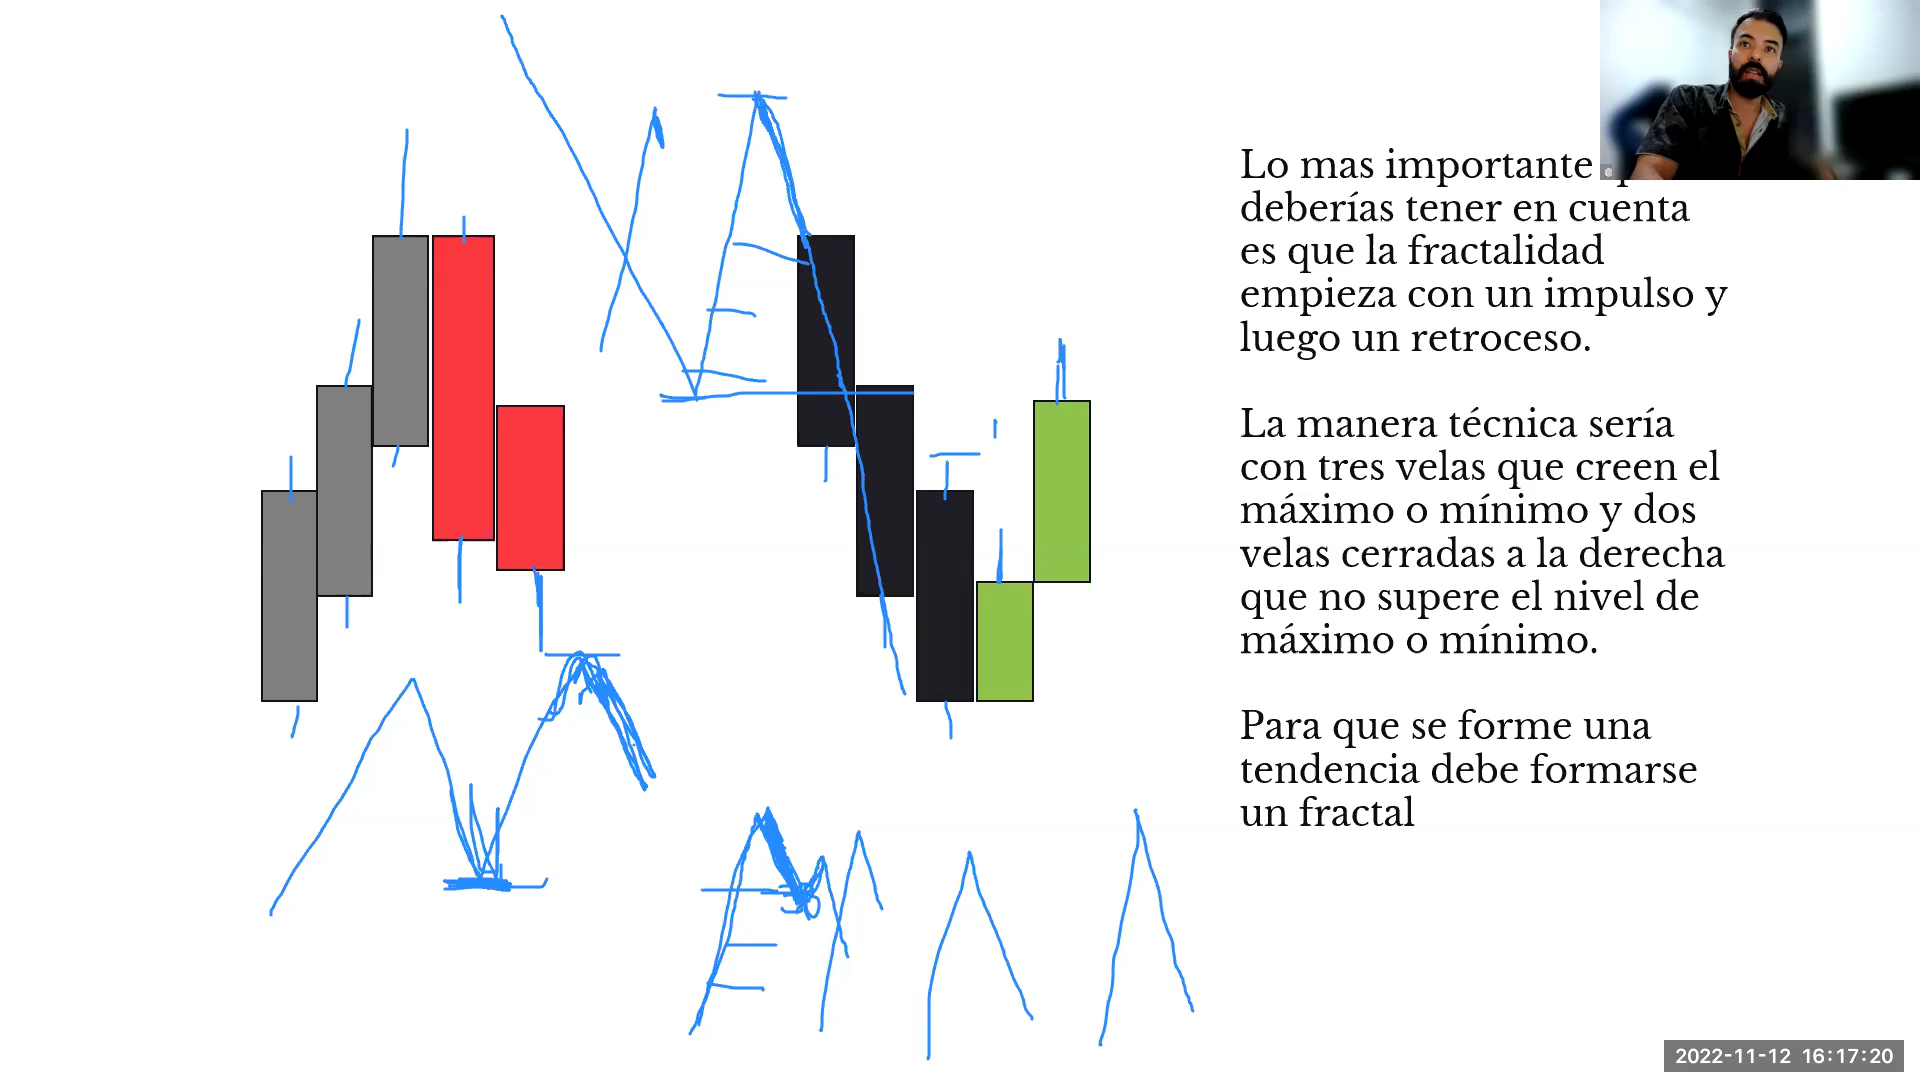 Lo mas importante
deberías tener en cuenta
es que la fractalidad
empieza con un impulso y
luego un retroceso.
La manera técnica sería
con tres velas que creen el
máximo o mínimo y dos
velas cerradas a la derecha
que no supere el nivel de
máximo o mínimo.
Para que se forme una
tendencia debe formarse
un fractal
2022-11-12 16:17:20